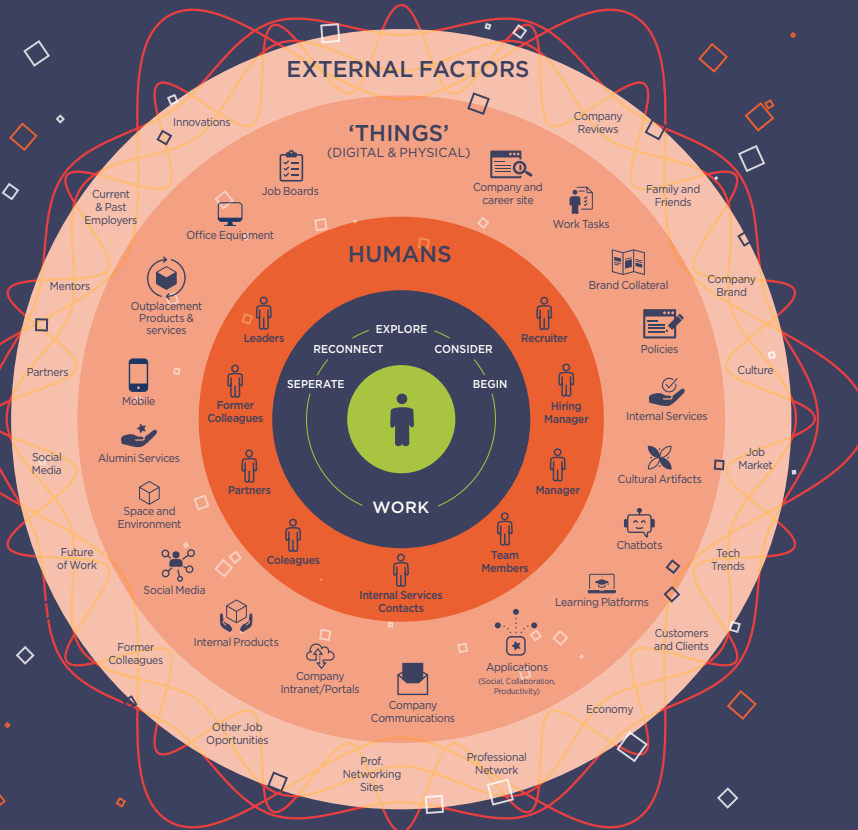 EXTERNAL FACTORS
Innovations
Company
Reviews
Current
& Past
Employers
Family and
Friends
Mentors
Company
Brand
Partners
Culture
Social
Media
Job
Market
Future
of Work
Tech
Trends
Former
Colleagues
Customers
and Clients
Other Job
Oportunities
Economy
Prof.
Networking
Sites
Professional
Network
‘THINGS’
(DIGITAL & PHYSICAL)
Job Boards
Company and
career site
Office Equipment
Work Tasks
Outplacement
Products &
services
Brand Collateral
Policies
Mobile
Internal Services
Alumini Services
Cultural Artifacts
Space and
Environment
Chatbots
Social Media
Learning Platforms
Internal Products
Applications
(Social, Collaboration,
Productivity)
Company
Intranet/Portals
Company
Communications
HUMANS
Leaders
Recruiter
Former
Colleagues
Hiring
Manager
Partners
Manager
Coleagues
Team
Members
Internal Services
Contacts
EXPLORE
RECONNECT
CONSIDER
SEPERATE
BEGIN
WORK